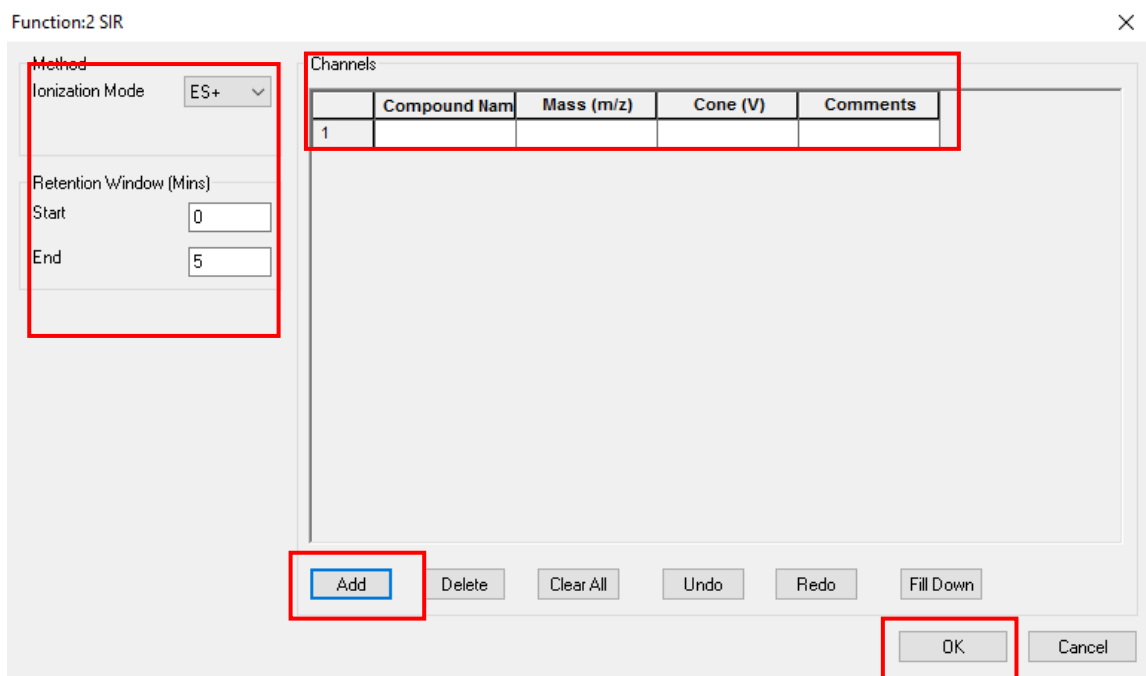 Function:2 SIR
Method
Ionization Mode ES+
Retention Window (Mins)
Start 0
End 5
Channels
Compound Nam Mass (m/z) Cone (V) Comments
1
Add Delete Clear All Undo Redo Fill Down
OK Cancel